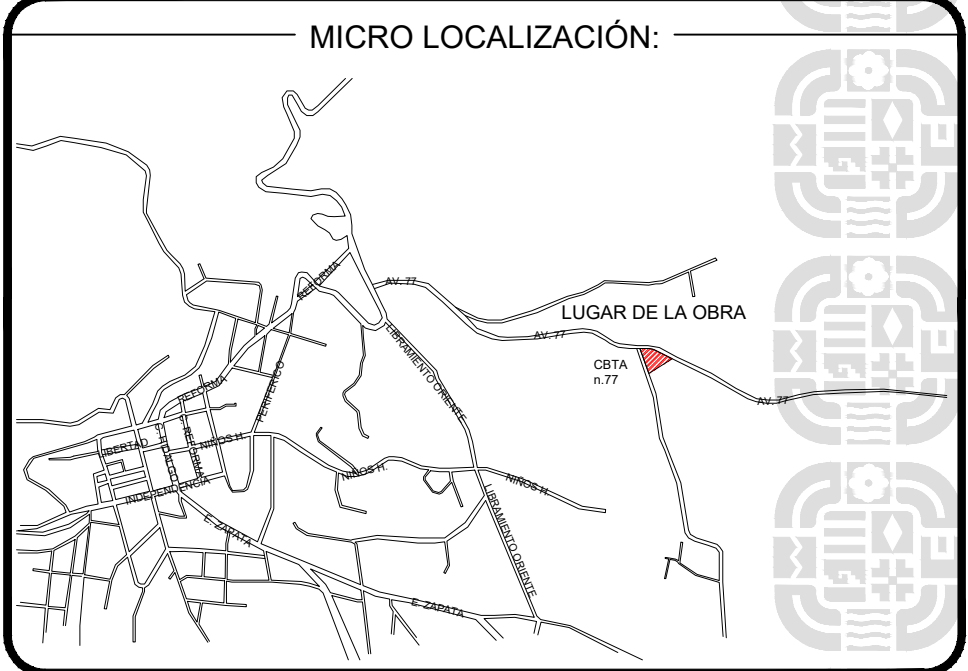 MICRO LOCALIZACIÓN:
REFORMA
AV. 77
LUGAR DE LA OBRA
AV. 77
CBTA
n.77
AV. 77
LIBRAMIENTO ORIENTE
PERIFERICO
REFORMA
LIBERTAD
C. HIDALGO
C. REFORMA
NIÑOS H.
INDEPENDENCIA
NIÑOS H.
NIÑOS H.
LIBRAMIENTO ORIENTE
E. ZAPATA
E. ZAPATA